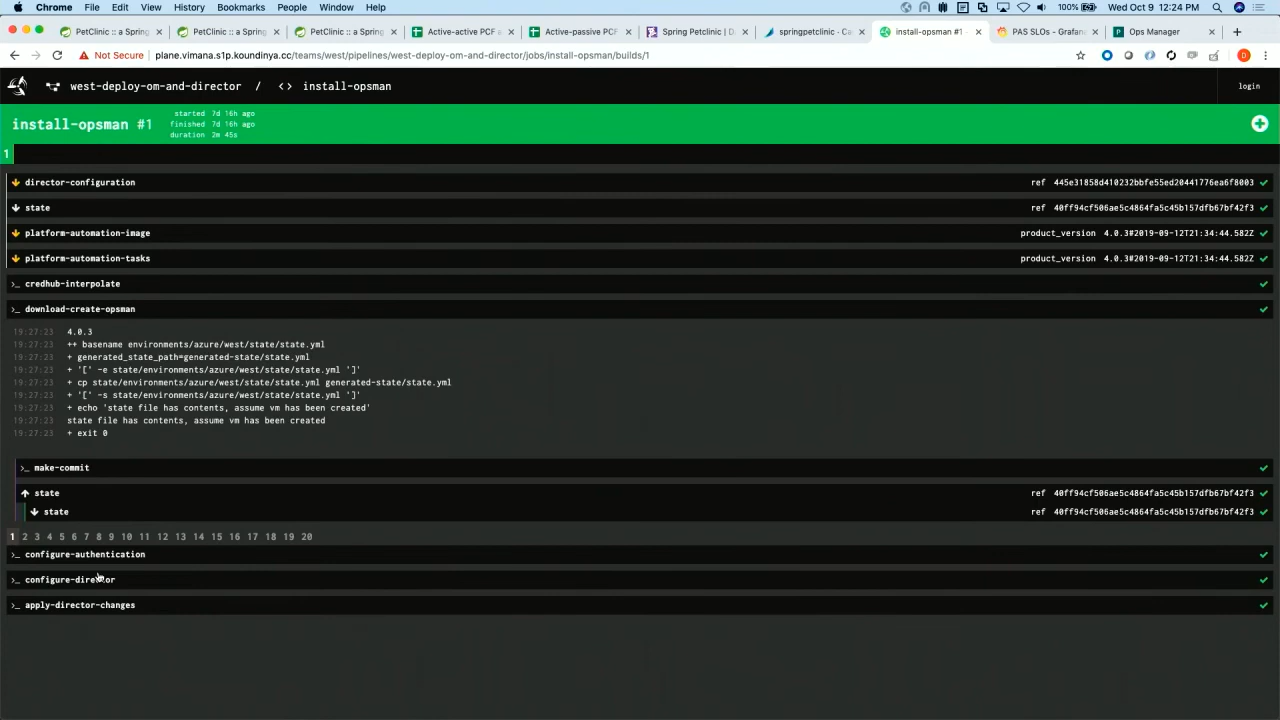 Chrome File Edit View History Bookmarks People Window Help 100% Wed Oct 9 12:24 PM
PetClinic :: a Spring PetClinic :: a Spring PetClinic :: a Spring Active-active PCF Active-passive PCF Spring Petclinic | D springpetclinic · Ca install-opsman #1 - PAS SLOs - Grafan Ops Manager
Not Secure plane.vimana.s1p.koundinya.cc/teams/west/pipelines/west-deploy-om-and-director/jobs/install-opsman/builds/1 D
west-deploy-om-and-director / <> install-opsman login
install-opsman #1
started 7d 16h ago
finished 7d 16h ago
duration 2m 45s
1
director-configuration ref 445e31858d410232bbfe55ed20441776ea6f8003
state ref 40ff94cf506ae5c4864fa5c45b157dfb67bf42f3
platform-automation-image product_version 4.0.3#2019-09-12T21:34:44.582Z
platform-automation-tasks product_version 4.0.3#2019-09-12T21:34:44.582Z
>_ credhub-interpolate
>_ download-create-opsman
19:27:23 4.0.3
19:27:23 ++ basename environments/azure/west/state/state.yml
19:27:23 + generated_state_path=generated-state/state.yml
19:27:23 + '[' -e state/environments/azure/west/state/state.yml ']'
19:27:23 + cp state/environments/azure/west/state/state.yml generated-state/state.yml
19:27:23 + '[' -s state/environments/azure/west/state/state.yml ']'
19:27:23 + echo 'state file has contents, assume vm has been created'
19:27:23 state file has contents, assume vm has been created
19:27:23 + exit 0
>_ make-commit
state ref 40ff94cf506ae5c4864fa5c45b157dfb67bf42f3
state ref 40ff94cf506ae5c4864fa5c45b157dfb67bf42f3
1 2 3 4 5 6 7 8 9 10 11 12 13 14 15 16 17 18 19 20
>_ configure-authentication
>_ configure-director
>_ apply-director-changes